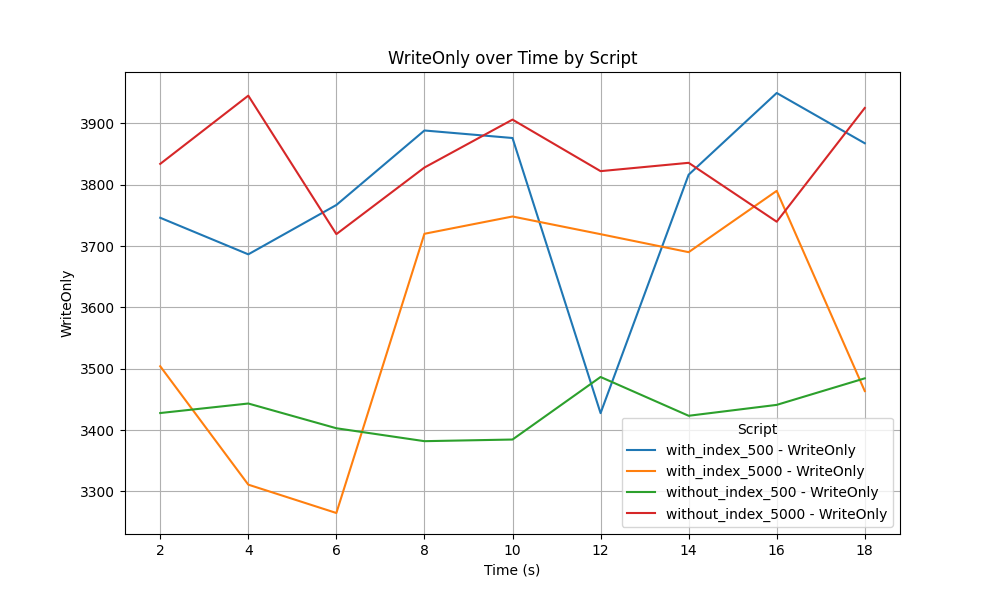 WriteOnly over Time by Script
WriteOnly
3900
3800
3700
3600
3500
3400
3300
2 4 6 8 10 12 14 16 18
Time (s)
Script
with_index_500 - WriteOnly
with_index_5000 - WriteOnly
without_index_500 - WriteOnly
without_index_5000 - WriteOnly